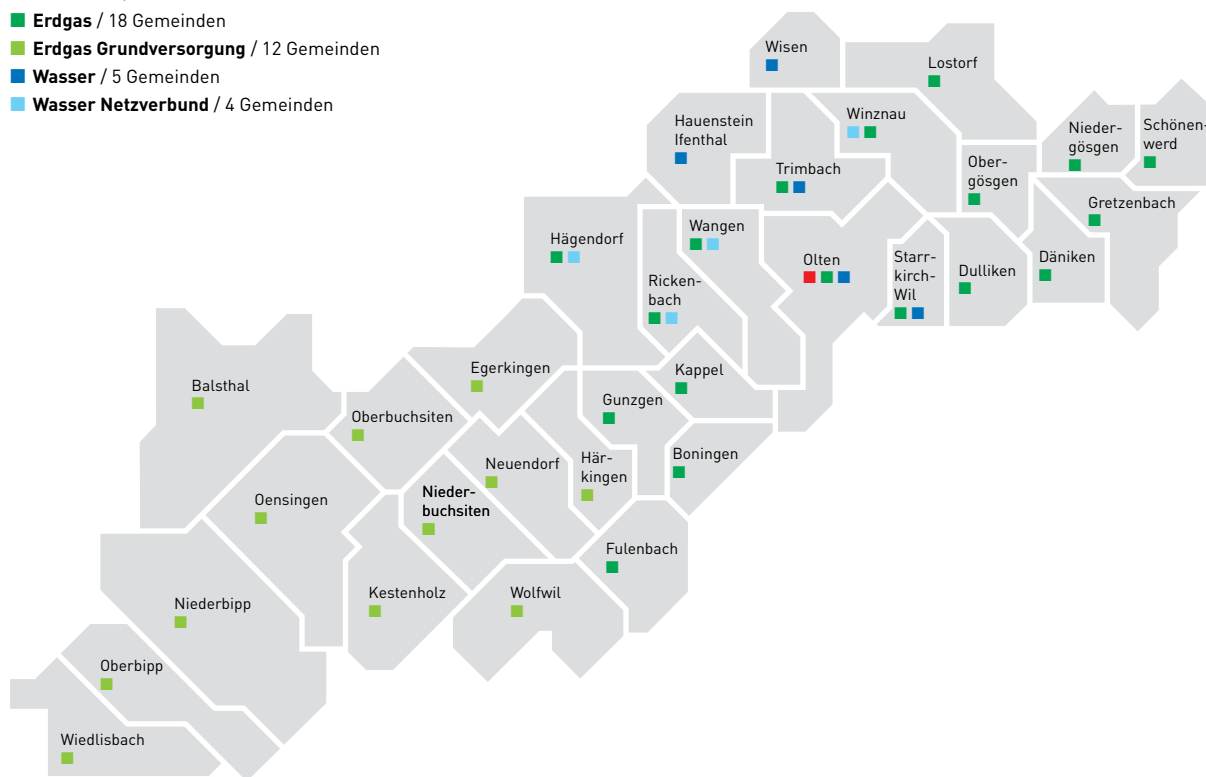 Erdgas / 18 Gemeinden
Erdgas Grundversorgung / 12 Gemeinden
Wasser / 5 Gemeinden
Wasser Netzverbund / 4 Gemeinden
Wisen
Lostorf
Hauenstein
Ifenthal
Winznau
Nieder-
gösgen
Schönen-
werd
Trimbach
Ober-
gösgen
Gretzenbach
Hägendorf
Wangen
Olten
Starr-
kirch-
Wil
Dulliken
Däniken
Ricken-
bach
Balsthal
Egerkingen
Kappel
Oberbuchsiten
Gunzgen
Oensingen
Nieder-
buchsiten
Neuendorf
Här-
kingen
Boningen
Fulenbach
Niederbipp
Kestenholz
Wolfwil
Oberbipp
Wiedlisbach